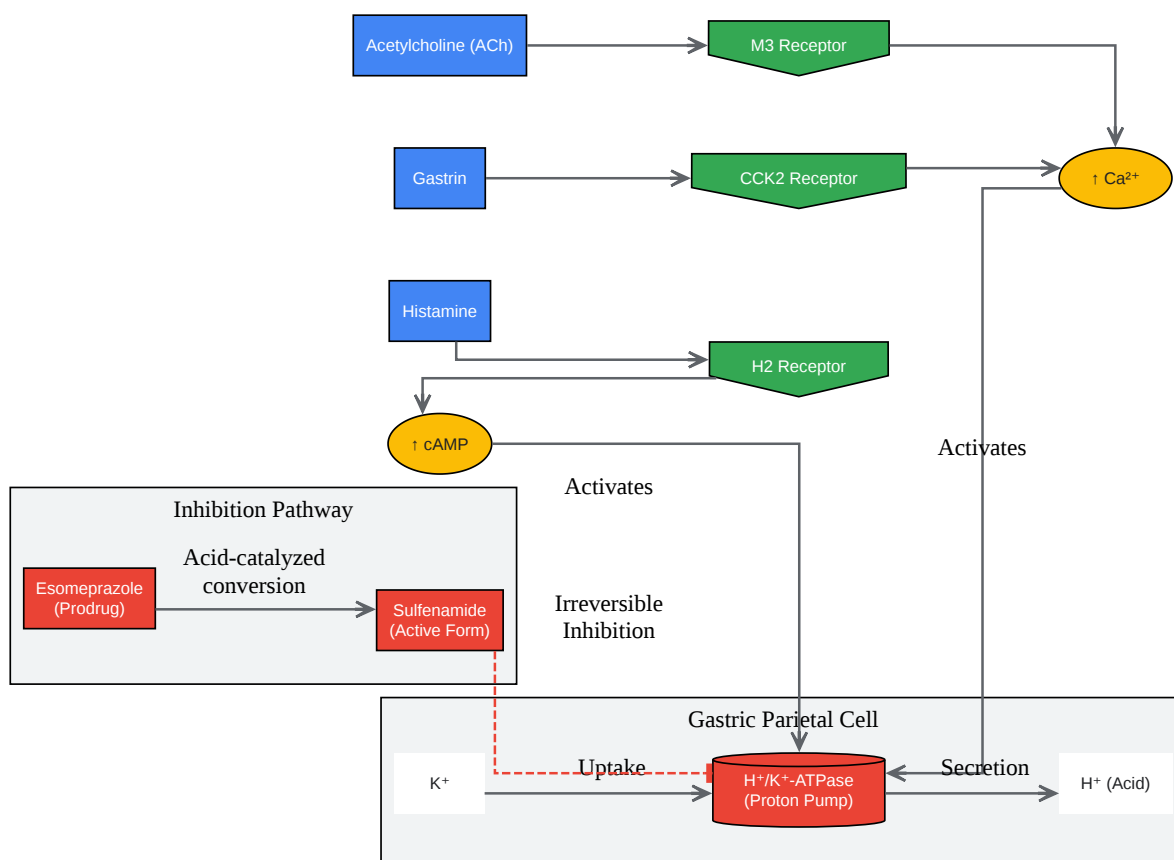 Acetylcholine (ACh)
M3 Receptor
Gastrin
CCK2 Receptor
↑ Ca²⁺
Histamine
H2 Receptor
↑ cAMP
Activates
Activates
Inhibition Pathway
Acid-catalyzed
conversion
Esomeprazole
(Prodrug)
Sulfenamide
(Active Form)
Irreversible
Inhibition
Gastric Parietal Cell
K⁺
Uptake
H⁺/K⁺-ATPase
(Proton Pump)
Secretion
H⁺ (Acid)